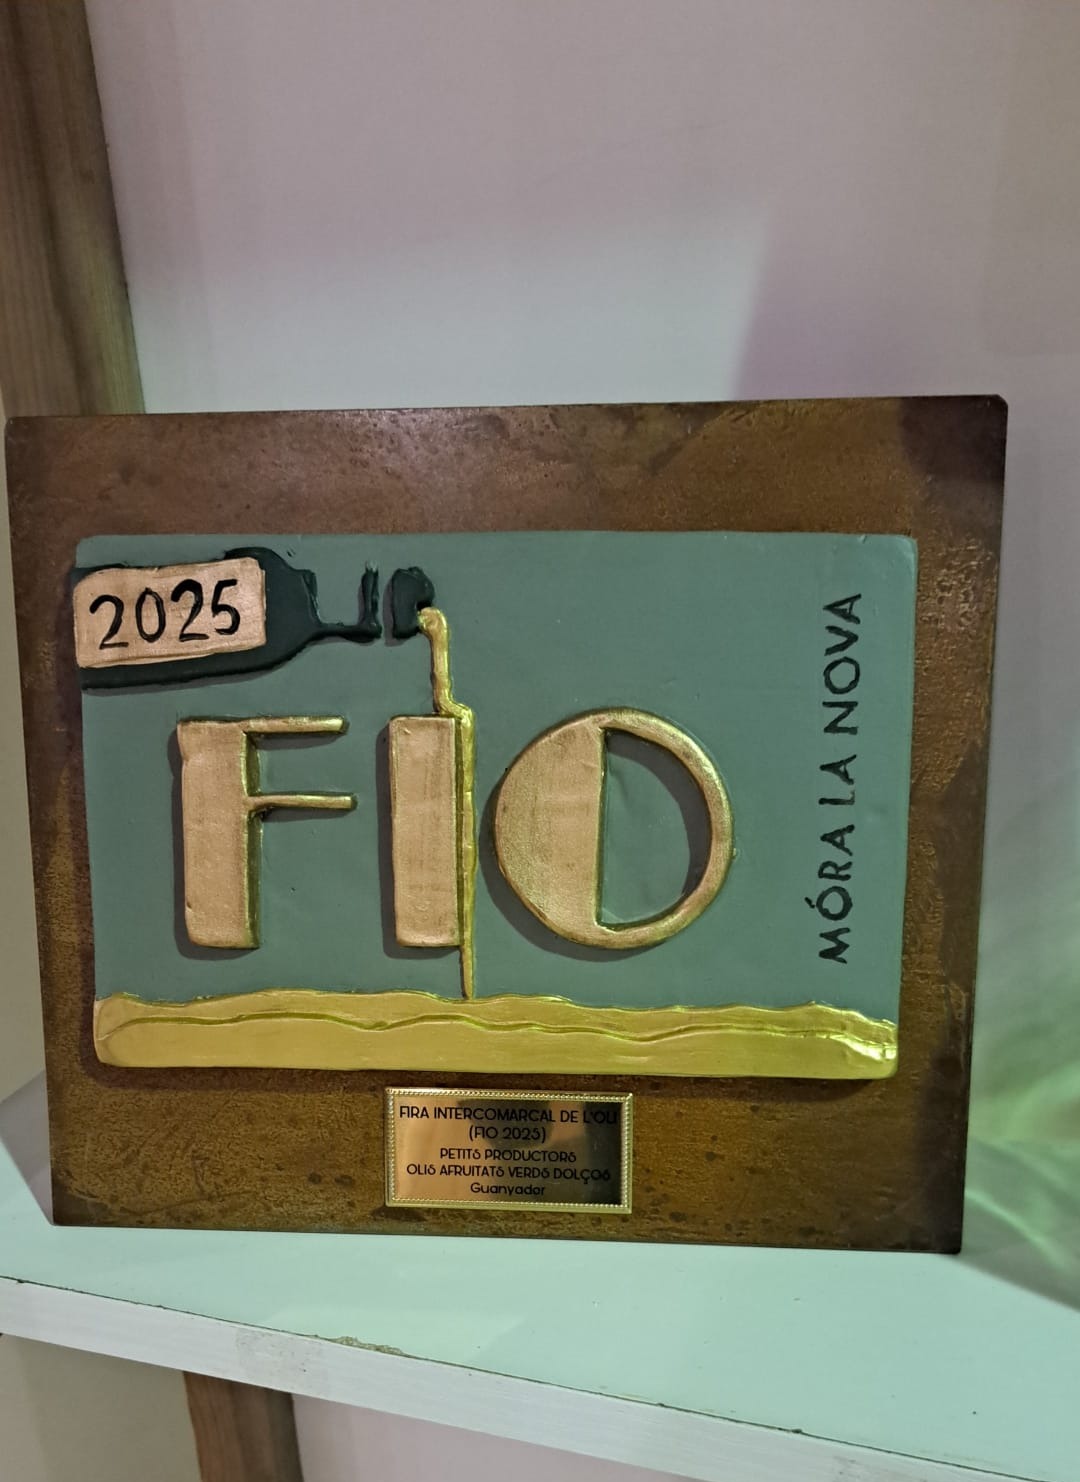 2025
FIO
MÓRA LA NOVA
FIRA INTERCOMARCAL DE L'OLI
(FIO 2025)
PETITS PRODUCTORS
OLIS AFRUITATS VERDS DOLÇOS
Guanyador